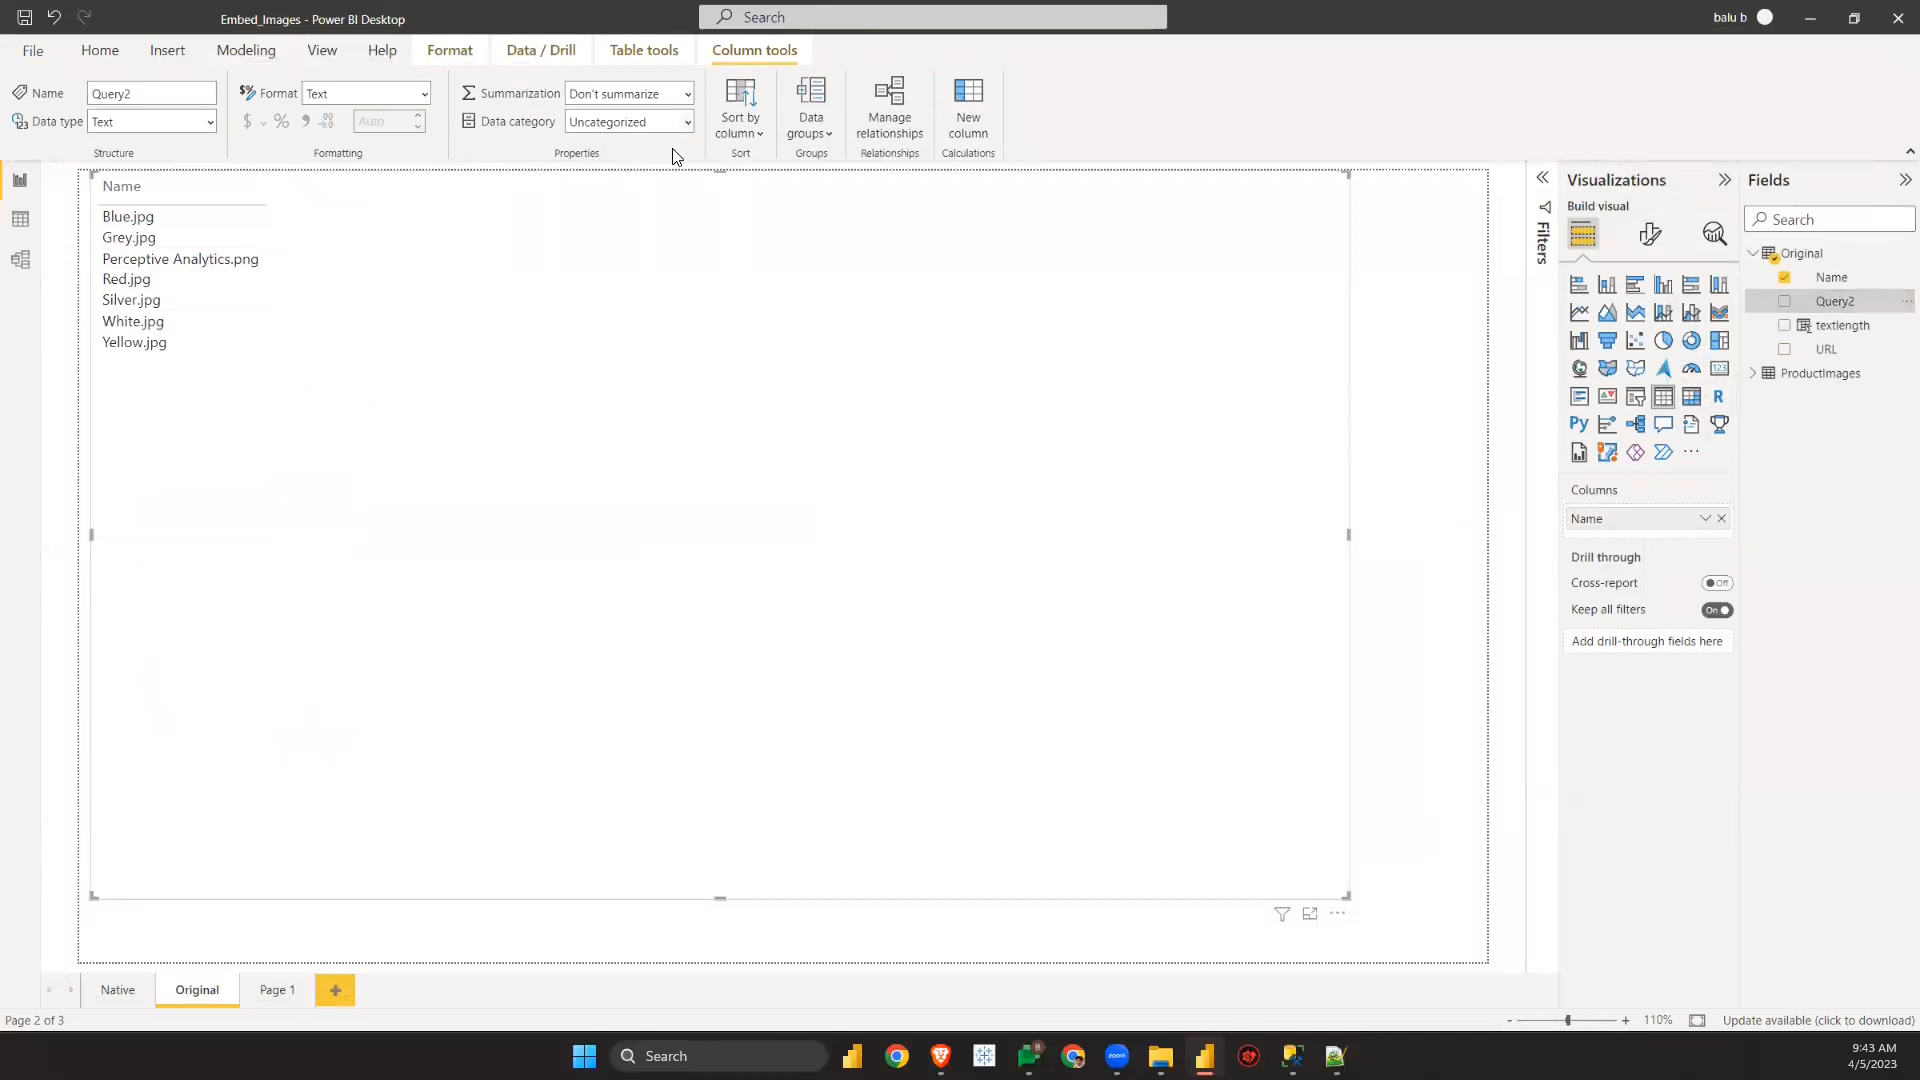 Embed_Images - Power BI Desktop
Search
balu b
File
Home
Insert
Modeling
View
Help
Format
Data / Drill
Table tools
Column tools
Name
Query2
Data type
Text
Structure
Format
Text
$
%
Auto
Formatting
Summarization
Don't summarize
Data category
Uncategorized
Properties
Sort by
column
Sort
Data
groups
Groups
Manage
relationships
Relationships
New
column
Calculations
Name
Blue.jpg
Grey.jpg
Perceptive Analytics.png
Red.jpg
Silver.jpg
White.jpg
Yellow.jpg
Filters
Visualizations
Build visual
R
Py
Columns
Name
Drill through
Cross-report
Off
Keep all filters
On
Add drill-through fields here
Fields
Search
Original
Name
Query2
textlength
URL
ProductImages
Native
Original
Page 1
Page 2 of 3
110%
Update available (click to download)
Search
zoom
9:43 AM
4/5/2023